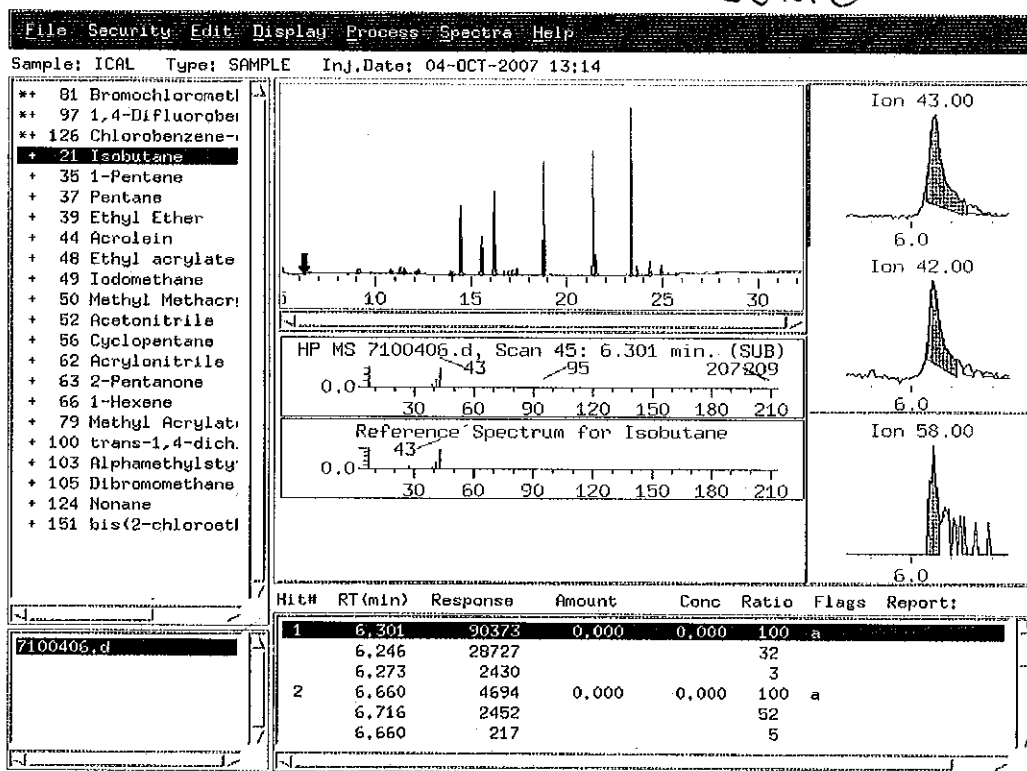 File Security Edit Display Process Spectra Help
Sample: ICAL Type: SAMPLE Inj.Date: 04-OCT-2007 13:14
*+ 81 Bromochloromet
*+ 97 1,4-Difluorobe
*+ 126 Chlorobenzene-
+ 21 Isobutane
+ 35 1-Pentene
+ 37 Pentane
+ 39 Ethyl Ether
+ 44 Acrolein
+ 48 Ethyl acrylate
+ 49 Iodomethane
+ 50 Methyl Methacr
+ 52 Acetonitrile
+ 56 Cyclopentane
+ 62 Acrylonitrile
+ 63 2-Pentanone
+ 66 1-Hexene
+ 79 Methyl Acrylat
+ 100 trans-1,4-dich.
+ 103 Alphamethylsty
+ 105 Dibromomethane
+ 124 Nonane
+ 151 bis(2-chloroet
7100406.d
5 10 15 20 25 30
HP MS 7100406.d, Scan 45: 6.301 min. (SUB)
43 95 207 209
0.0
30 60 90 120 150 180 210
Reference Spectrum for Isobutane
43
0.0
30 60 90 120 150 180 210
Ion 43.00
6.0
Ion 42.00
6.0
Ion 58.00
6.0
Hit# RT(min) Response Amount Conc Ratio Flags Report:
1 6.301 90373 0.000 0.000 100 a
6.246 28727 32
6.273 2430 3
2 6.660 4694 0.000 0.000 100 a
6.716 2452 52
6.660 217 5